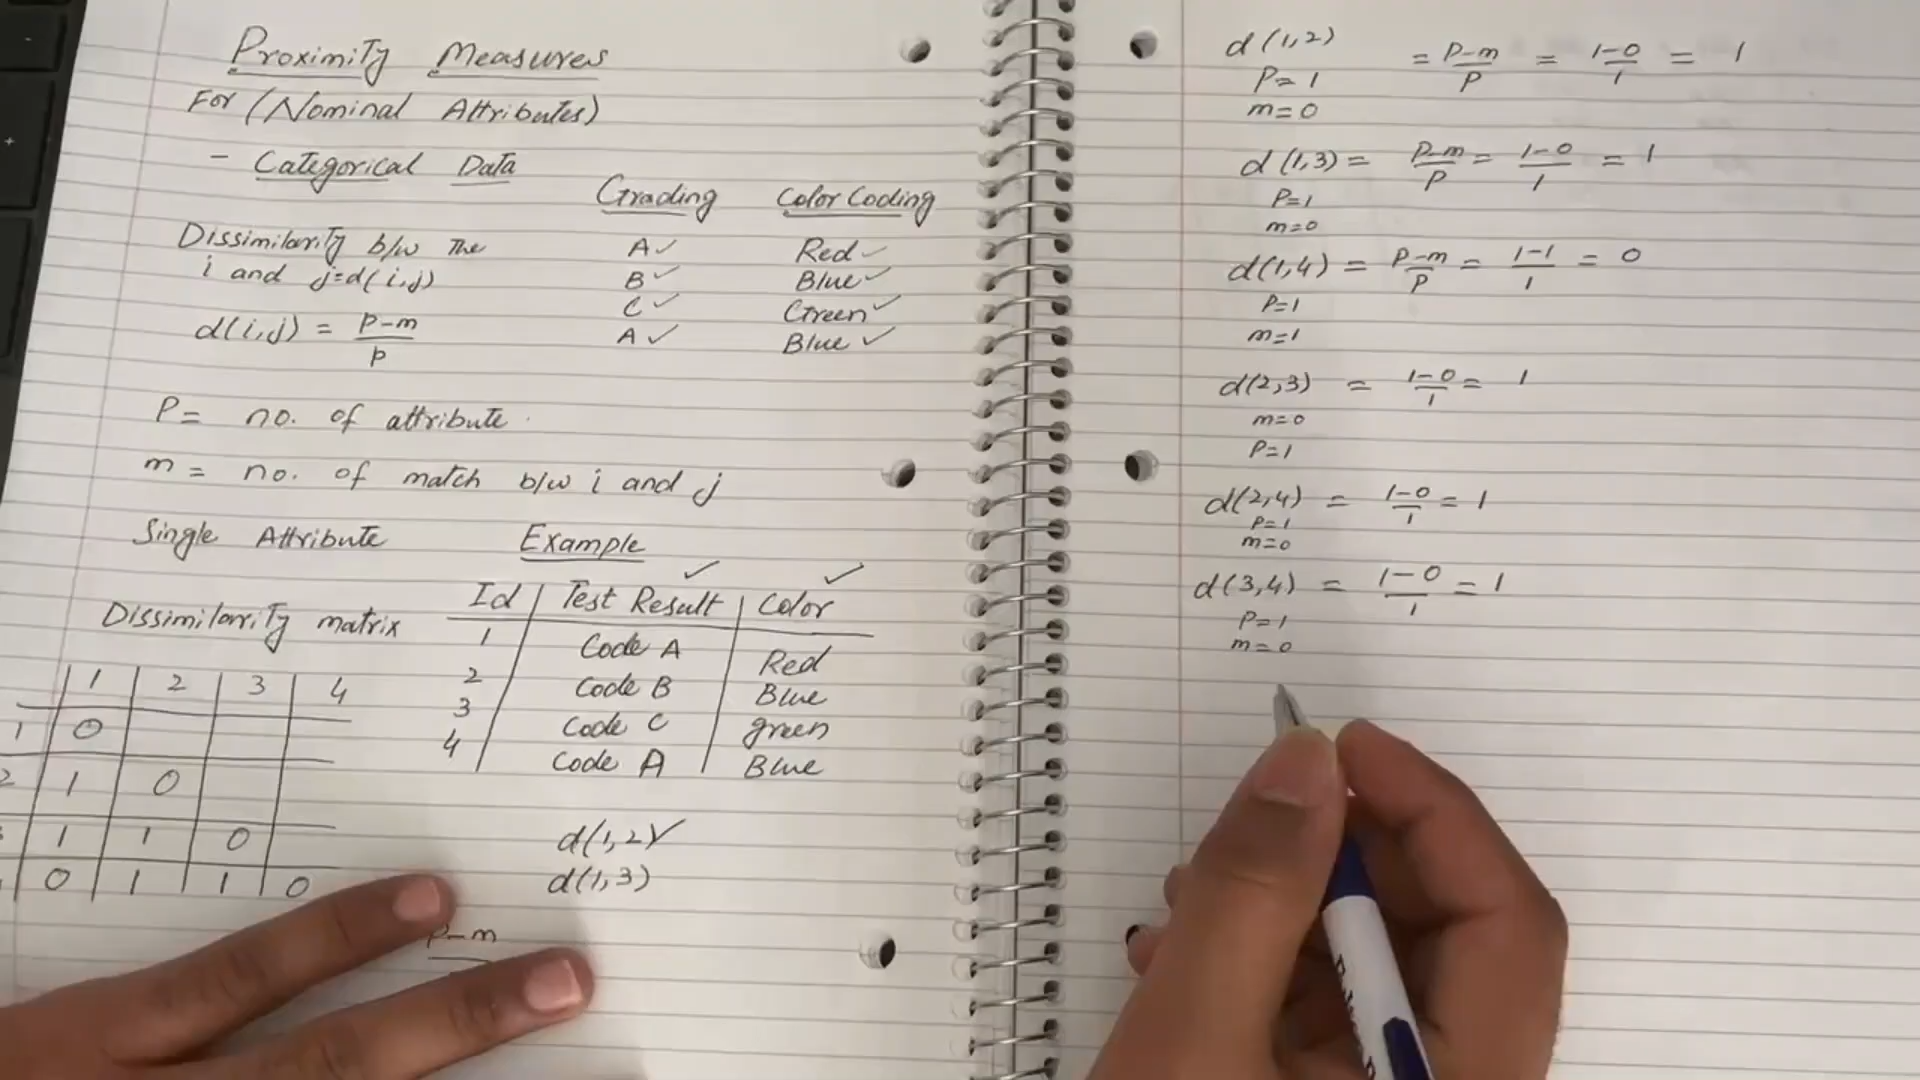 Proximity Measures
For (Nominal Attributes)
- Categorical Data
Grading Color Coding
Dissimilarity b/w The
i and j=d(i,j)
A✓ Red✓
B✓ Blue✓
C✓ Green✓
A✓ Blue✓
d(i,j) = p-m
p
P = no. of attribute.
m = no. of match b/w i and j
Single Attribute Example
Dissimilarity matrix
1 2 3 4
1 0
2 1 0
1 1 0
0 1 1 0
Id Test Result Color
1 Code A Red
2 Code B Blue
3 Code C green
4 Code A Blue
d(1,2)✓
d(1,3)
p-m
d(1,2) = P-m/P = 1-0/1 = 1
P=1
m=0
d(1,3) = P-m/P = 1-0/1 = 1
P=1
m=0
d(1,4) = P-m/P = 1-1/1 = 0
P=1
m=1
d(2,3) = 1-0/1 = 1
m=0
P=1
d(2,4) = 1-0/1 = 1
P=1
m=0
d(3,4) = 1-0/1 = 1
P=1
m=0